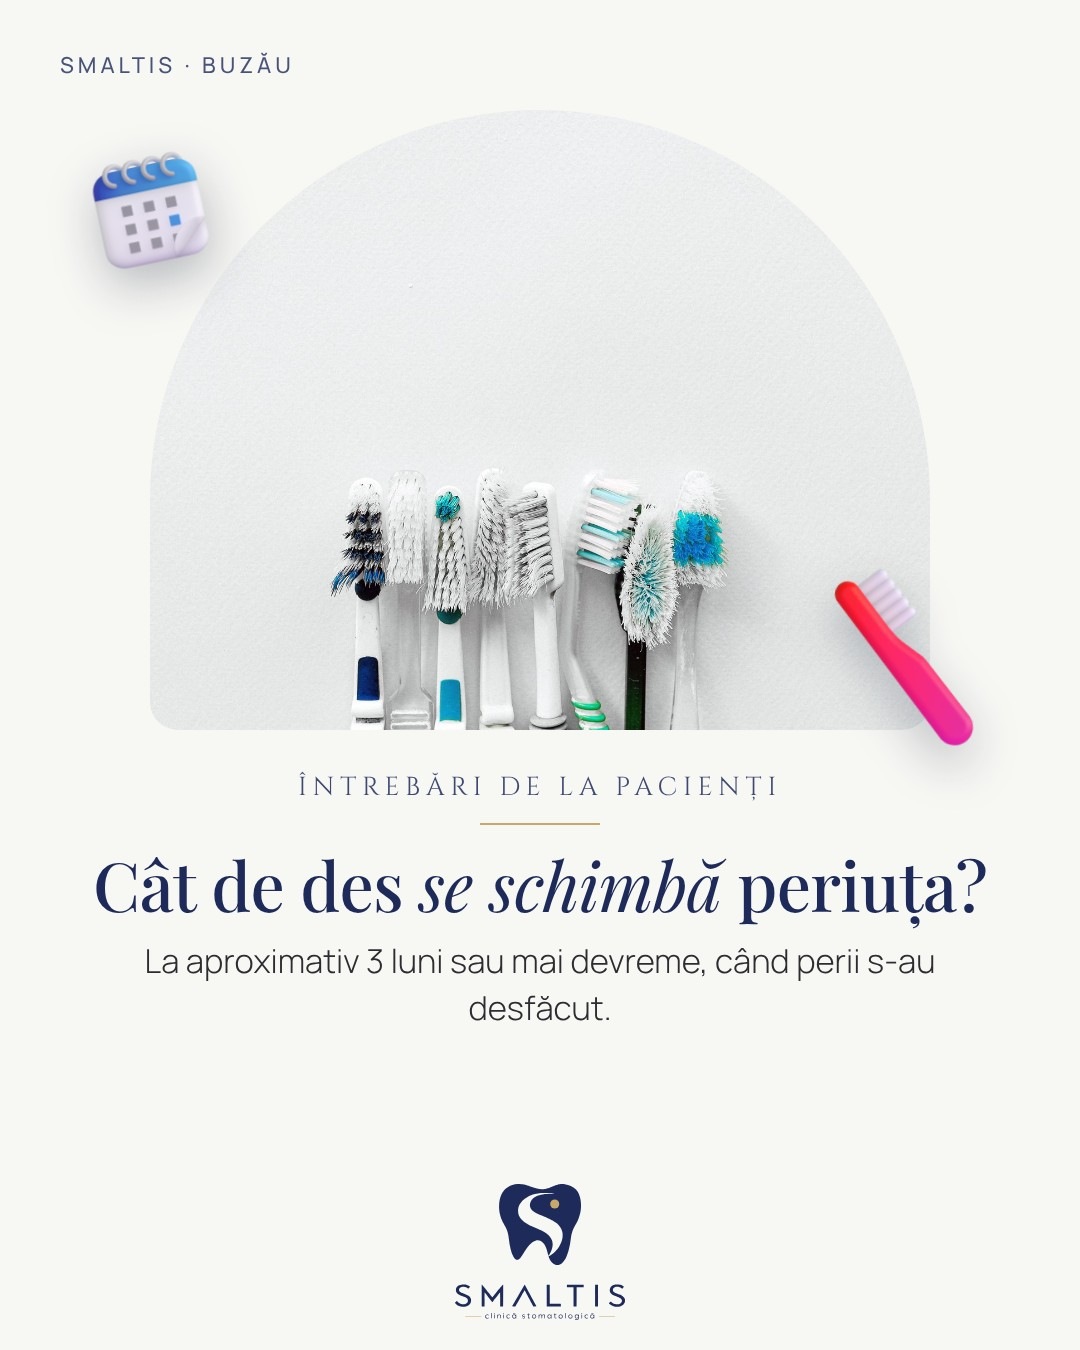 SMALTIS · BUZĂU
ÎNTREBĂRI DE LA PACIENȚI
Cât de des se schimbă periuța?
La aproximativ 3 luni sau mai devreme, când perii s-au
desfăcut.
SMALTIS
clinică stomatologică